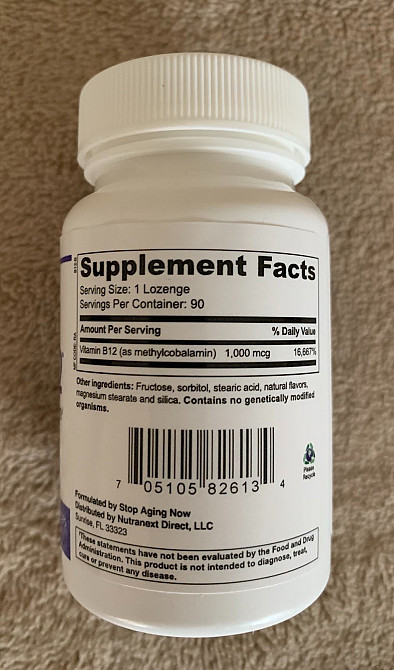 Supplement Facts
Serving Size: 1 Lozenge
Servings Per Container: 90
Amount Per Serving % Daily Value
Vitamin B12 (as methylcobalamin) 1,000 mcg 16,667%
Other ingredients: Fructose, sorbitol, stearic acid, natural flavors,
magnesium stearate and silica. Contains no genetically modified
organisms.
7 05105 82613 4
Please
Recycle
Formulated by Stop Aging Now
Distributed by Nutranext Direct, LLC
Sunrise, FL 33323
*These statements have not been evaluated by the Food and Drug
Administration. This product is not intended to diagnose, treat,
cure or prevent any disease.